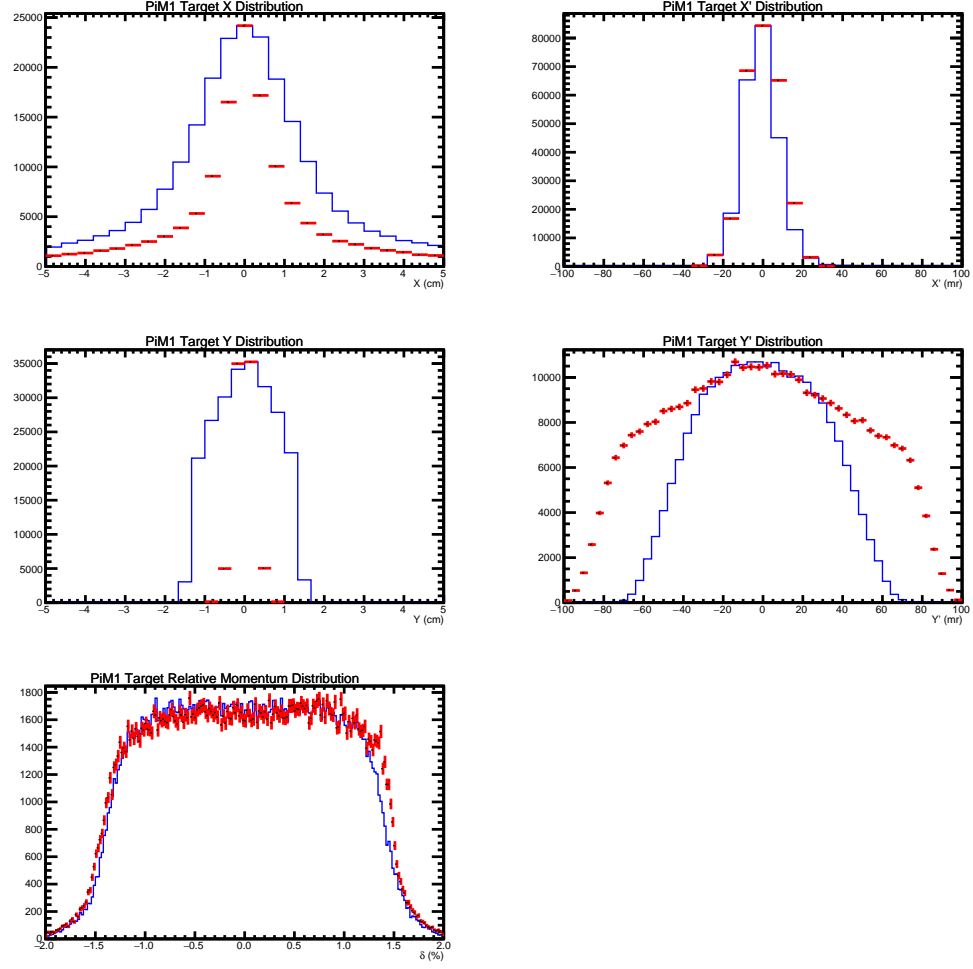 PiM1 Target X Distribution
25000
20000
15000
10000
5000
0
−5 −4 −3 −2 −1 0 1 2 3 4 5
X (cm)
PiM1 Target X' Distribution
80000
70000
60000
50000
40000
30000
20000
10000
0
−100 −80 −60 −40 −20 0 20 40 60 80 100
X' (mr)
PiM1 Target Y Distribution
35000
30000
25000
20000
15000
10000
5000
0
−5 −4 −3 −2 −1 0 1 2 3 4 5
Y (cm)
PiM1 Target Y' Distribution
10000
8000
6000
4000
2000
0
−100 −80 −60 −40 −20 0 20 40 60 80 100
Y' (mr)
PiM1 Target Relative Momentum Distribution
1800
1600
1400
1200
1000
800
600
400
200
0
−2.0 −1.5 −1.0 −0.5 0.0 0.5 1.0 1.5 2.0
δ (%)